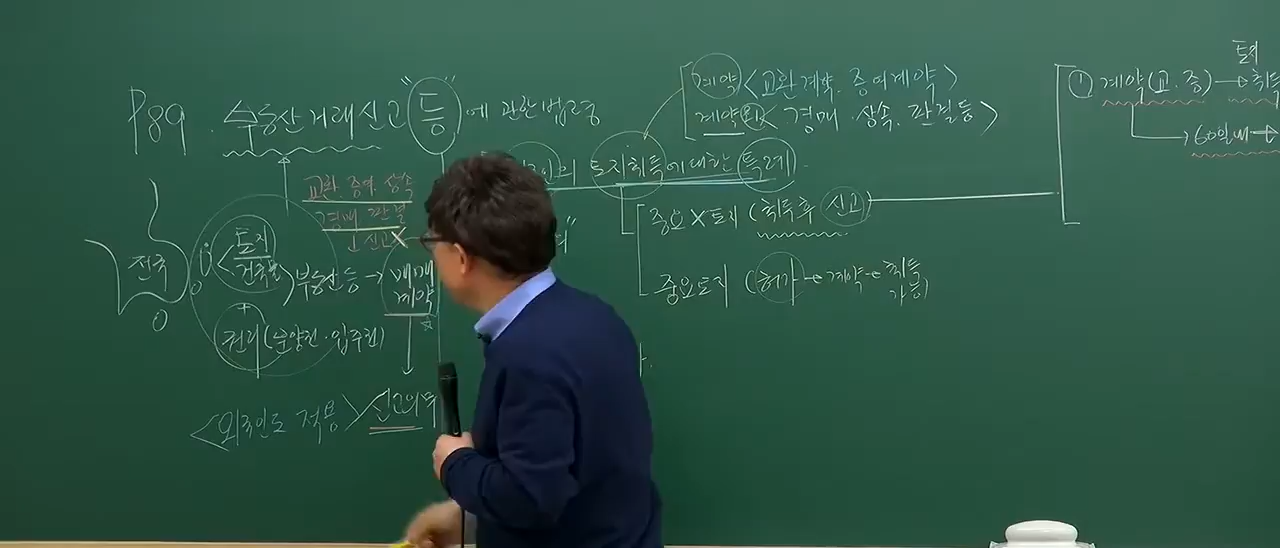 P89. 부동산거래신고 "등"에 관한 법률
교환 증여 상속
경매 판결
↓ 신고X
전국
<토지 건축물> 부동산 등 → 매매계약
+
권리(분양권·입주권)
<외국인도 적용> 신고의무
계약 <교환계약. 증여계약>
계약외 <경매. 상속. 판결등>
토지취득에 대한 특례.
중요X토지 (취득후 신고)
중요토지 (허가 → 계약 → 취득가능)
① 계약(교. 증) → 토지취득
→ 60일내 →